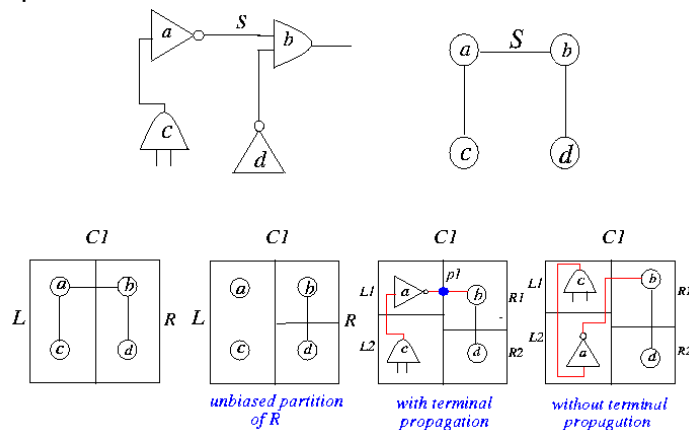 S
a
b
c
d
a
S
b
c
d
C1
C1
C1
C1
L
a
b
R
c
d
L
a
b
R
c
d
L1
a
p1
b
R1
L2
c
d
R2
L1
c
b
R1
L2
a
d
R2
unbiased partition
of R
with terminal
propagation
without terminal
propagation